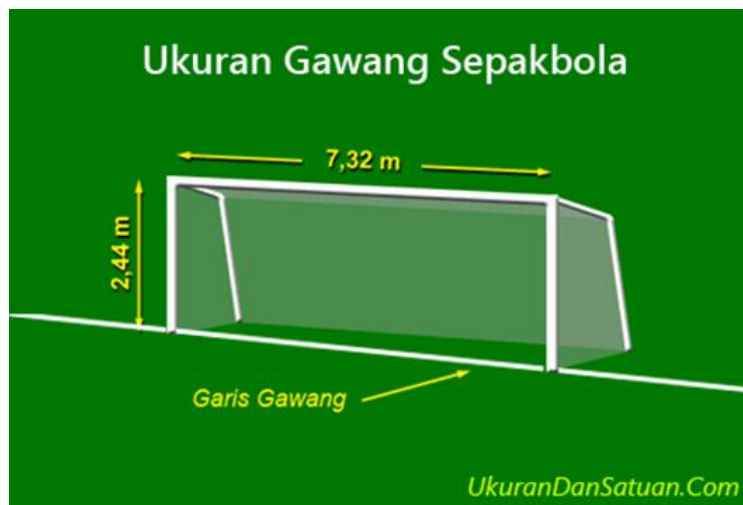 Ukuran Gawang Sepakbola
7,32 m
2,44 m
Garis Gawang
UkuranDanSatuan.Com